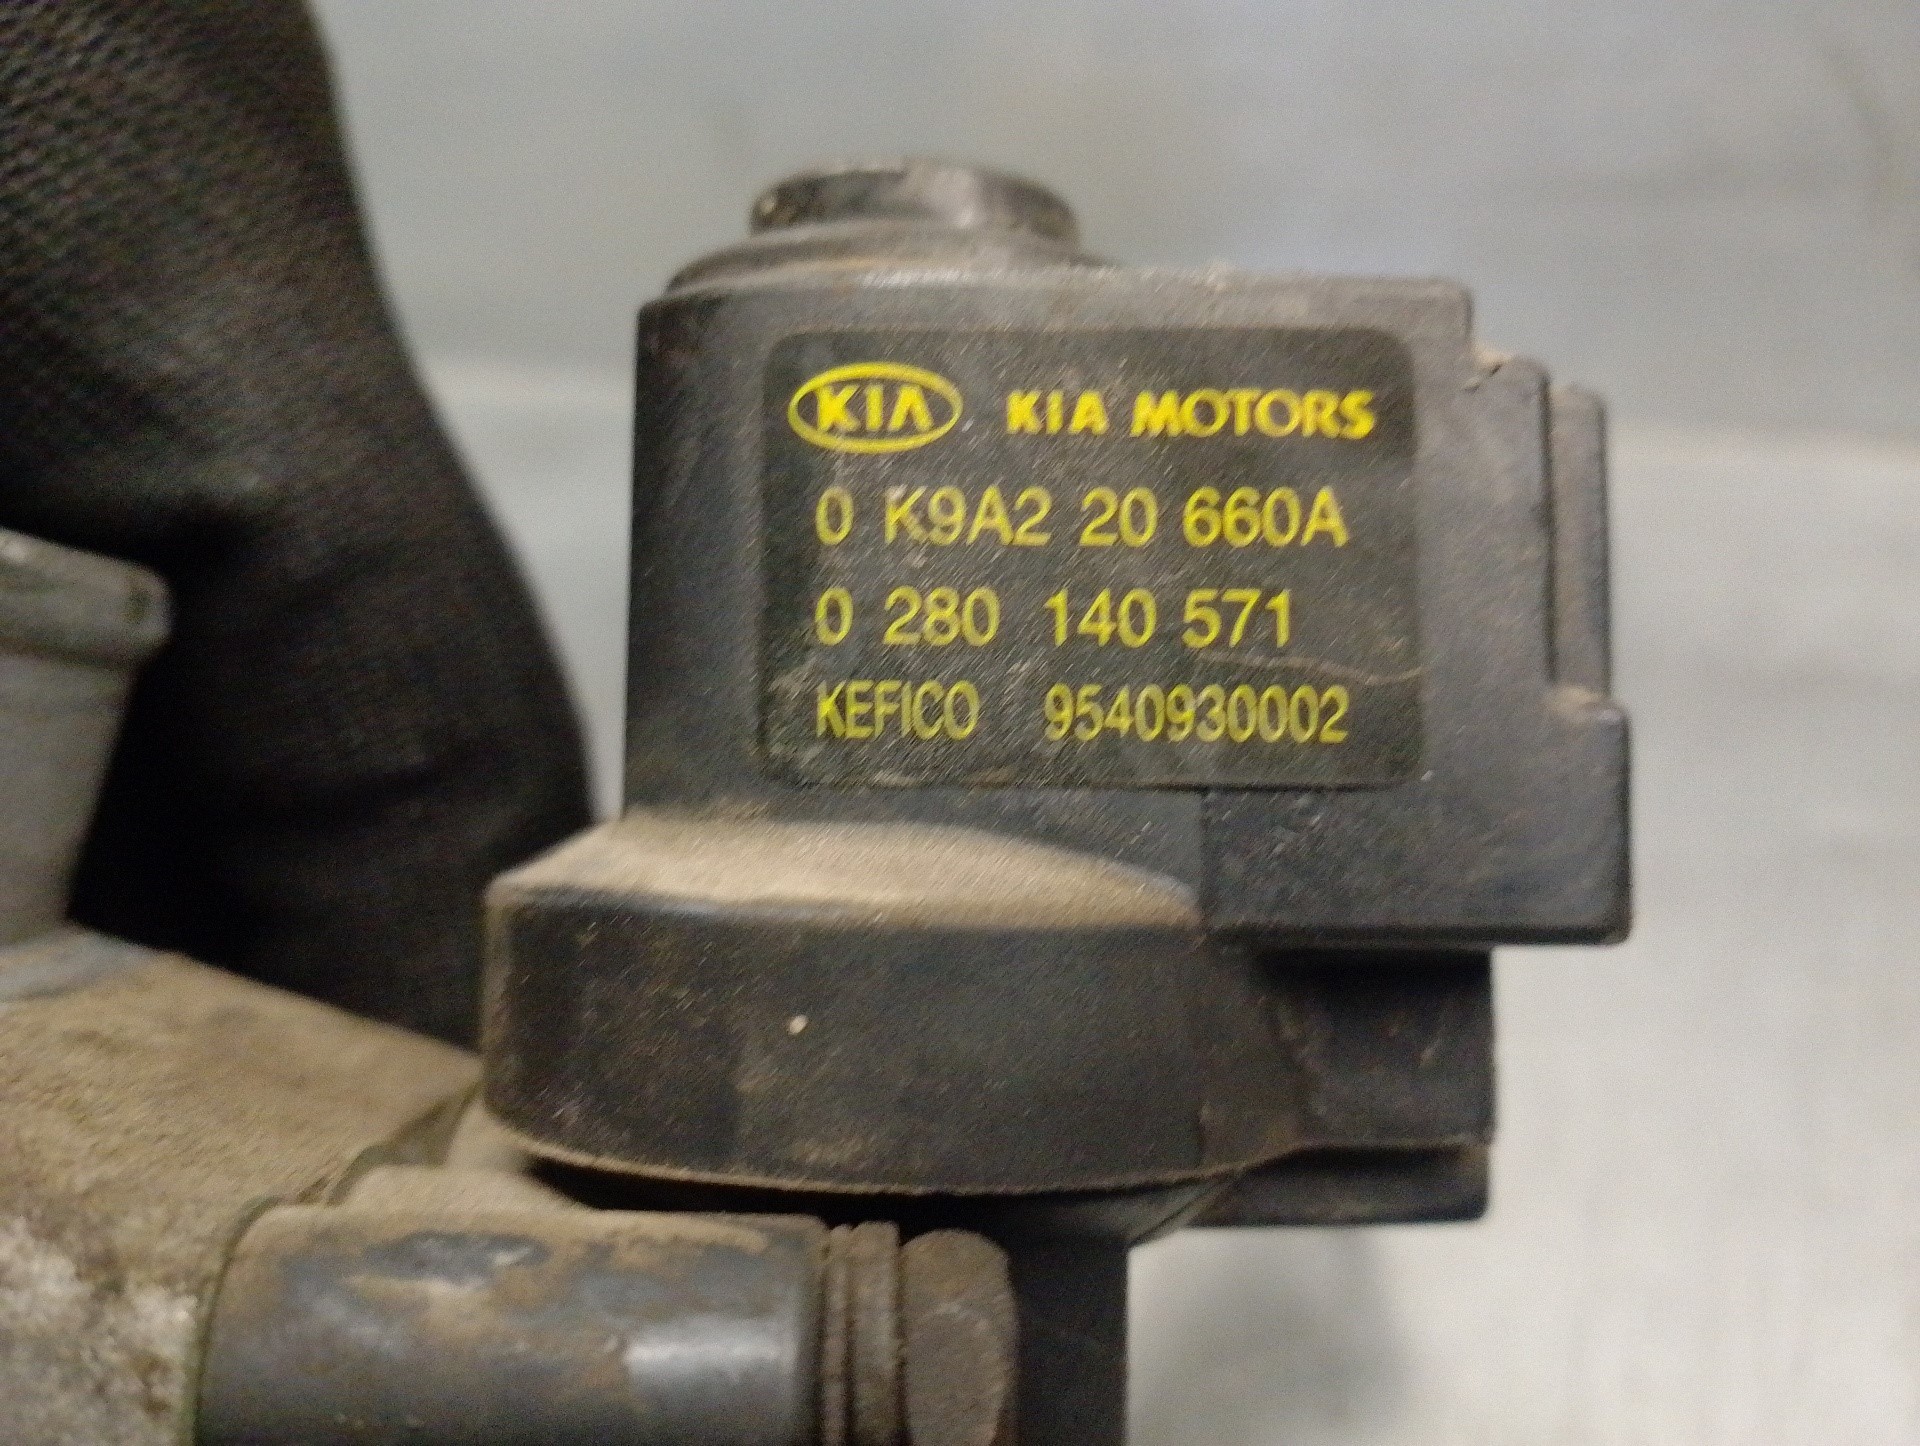 KIA KIA MOTORS
0 K9A2 20 660A
0 280 140 571
KEFICO 9540930002